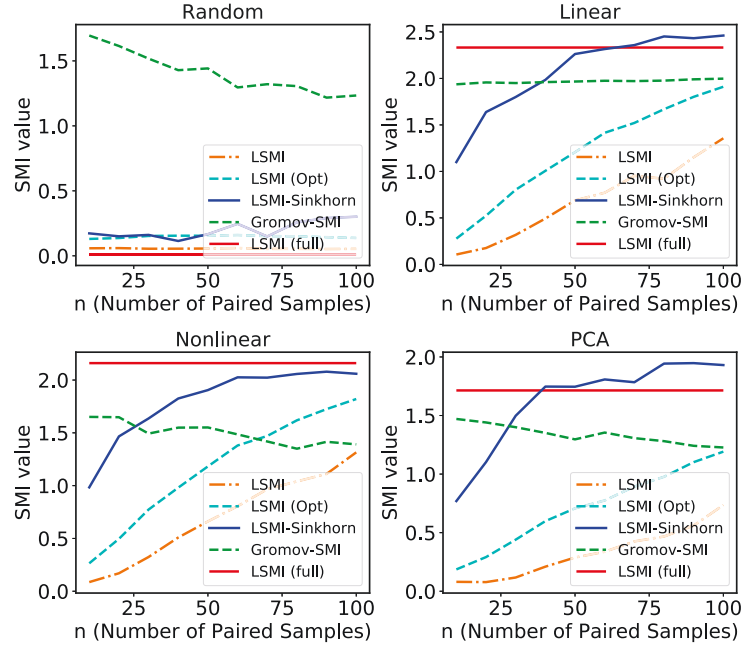 Random
SMI value
1.5
1.0
0.5
0.0
LSMI
LSMI (Opt)
LSMI-Sinkhorn
Gromov-SMI
LSMI (full)
25
50
75
100
n (Number of Paired Samples)
Linear
SMI value
2.5
2.0
1.5
1.0
0.5
0.0
LSMI
LSMI (Opt)
LSMI-Sinkhorn
Gromov-SMI
LSMI (full)
25
50
75
100
n (Number of Paired Samples)
Nonlinear
SMI value
2.0
1.5
1.0
0.5
0.0
LSMI
LSMI (Opt)
LSMI-Sinkhorn
Gromov-SMI
LSMI (full)
25
50
75
100
n (Number of Paired Samples)
PCA
SMI value
2.0
1.5
1.0
0.5
0.0
LSMI
LSMI (Opt)
LSMI-Sinkhorn
Gromov-SMI
LSMI (full)
25
50
75
100
n (Number of Paired Samples)